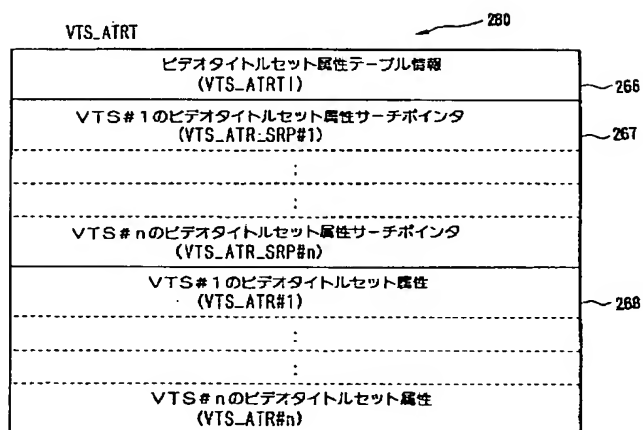 VTS_ATRT
280
ビデオタイトルセット属性テーブル情報
(VTS_ATRTI)
266
VTS#1のビデオタイトルセット属性サーチポインタ
(VTS_ATR_SRP#1)
267
:
:
VTS#nのビデオタイトルセット属性サーチポインタ
(VTS_ATR_SRP#n)
VTS#1のビデオタイトルセット属性
(VTS_ATR#1)
268
:
:
VTS#nのビデオタイトルセット属性
(VTS_ATR#n)